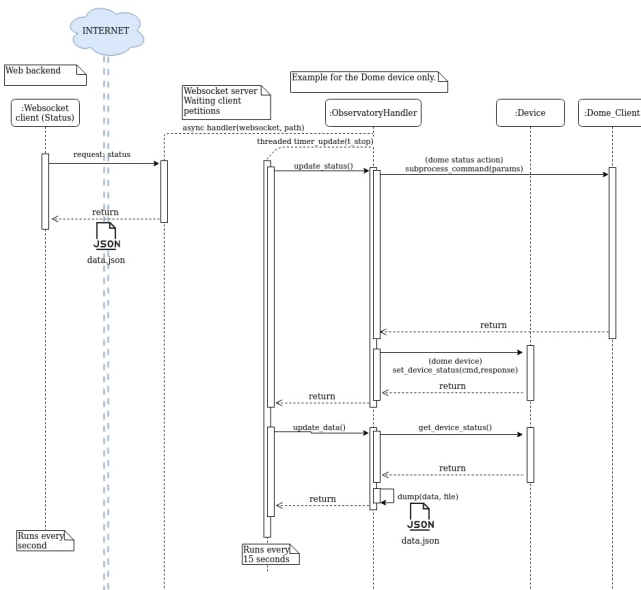 INTERNET
Web backend
Websocket server
Waiting client
petitions
Example for the Dome device only.
:Websocket
client (Status)
:ObservatoryHandler
:Device
:Dome_Client
async handler(websocket, path)
threaded timer_update(t_stop)
request: status
update_status()
(dome status action)
subprocess_command(params)
return
JSON
data.json
return
(dome device)
set_device_status(cmd,response)
return
return
update_data()
get_device_status()
return
return
dump(data, file)
JSON
data.json
Runs every
second
Runs every
15 seconds